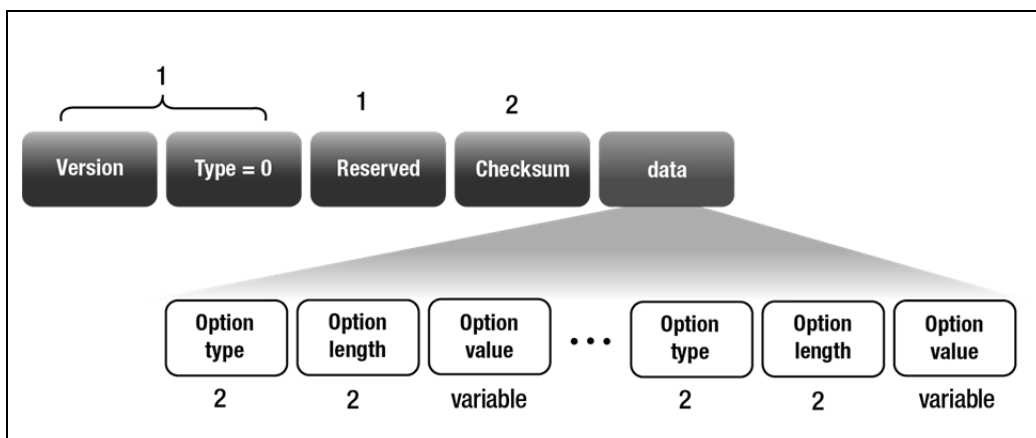 1
1
2
Version
Type = 0
Reserved
Checksum
data
Option
type
Option
length
Option
value
...
Option
type
Option
length
Option
value
2
2
variable
2
2
variable